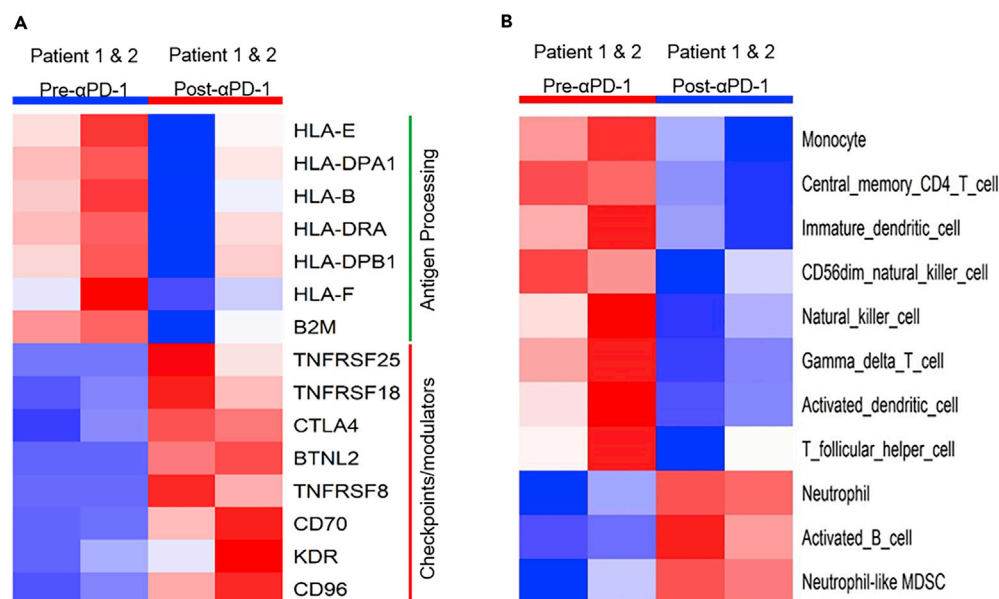 A
Patient 1 & 2
Patient 1 & 2
Pre-αPD-1
Post-αPD-1
HLA-E
HLA-DPA1
HLA-B
HLA-DRA
HLA-DPB1
HLA-F
B2M
TNFRSF25
TNFRSF18
CTLA4
BTNL2
TNFRSF8
CD70
KDR
CD96
Antigen Processing
Checkpoints/modulators
B
Patient 1 & 2
Patient 1 & 2
Pre-αPD-1
Post-αPD-1
Monocyte
Central_memory_CD4_T_cell
Immature_dendritic_cell
CD56dim_natural_killer_cell
Natural_killer_cell
Gamma_delta_T_cell
Activated_dendritic_cell
T_follicular_helper_cell
Neutrophil
Activated_B_cell
Neutrophil-like MDSC